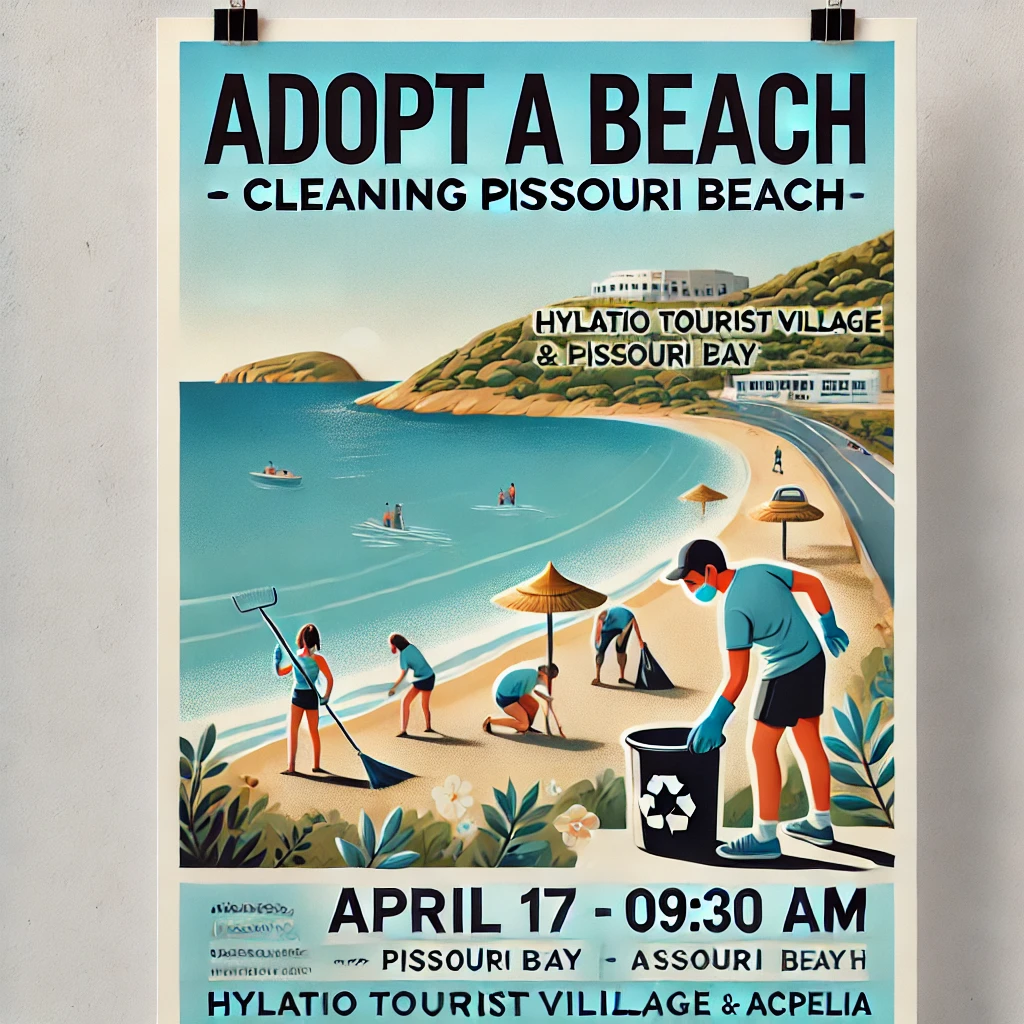 ADOPT A BEACH
- CLEANING PISSOURI BEACH -
HYLATIO TOURIST VILLAGE
& PISSOURI BAY
APRIL 17 - 09:30 AM
PISSOURI BAY - ASSOURI BEAYH
HYLATIO TOURIST VILILAGE & ACPELIA